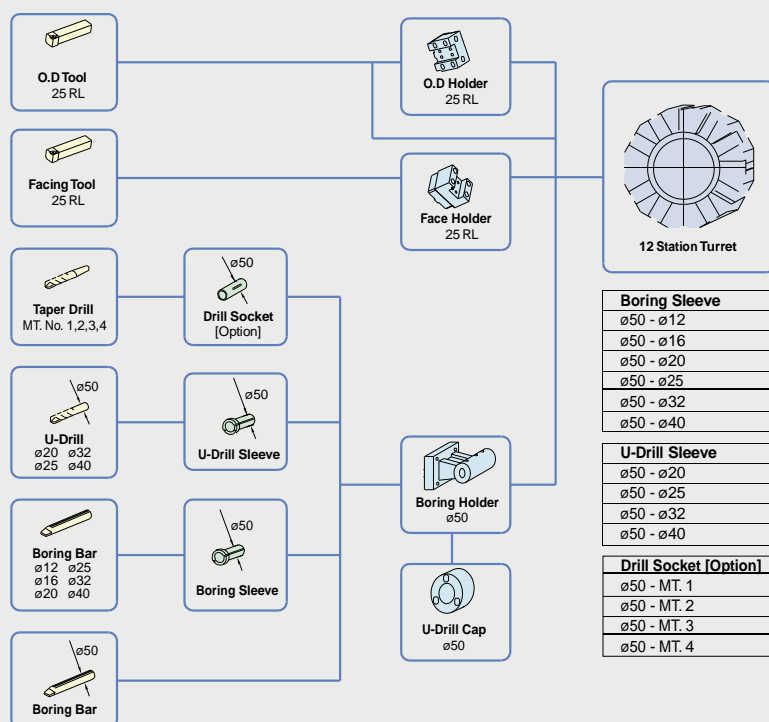 O.D Tool
25 RL
O.D Holder
25 RL
Facing Tool
25 RL
Face Holder
25 RL
12 Station Turret
Taper Drill
MT. No. 1,2,3,4
ø50
Drill Socket
[Option]
ø50
U-Drill
ø20 ø32
ø25 ø40
ø50
U-Drill Sleeve
Boring Bar
ø12 ø25
ø16 ø32
ø20 ø40
ø50
Boring Sleeve
ø50
Boring Bar
Boring Holder
ø50
U-Drill Cap
ø50
Boring Sleeve
ø50 - ø12
ø50 - ø16
ø50 - ø20
ø50 - ø25
ø50 - ø32
ø50 - ø40
U-Drill Sleeve
ø50 - ø20
ø50 - ø25
ø50 - ø32
ø50 - ø40
Drill Socket [Option]
ø50 - MT. 1
ø50 - MT. 2
ø50 - MT. 3
ø50 - MT. 4